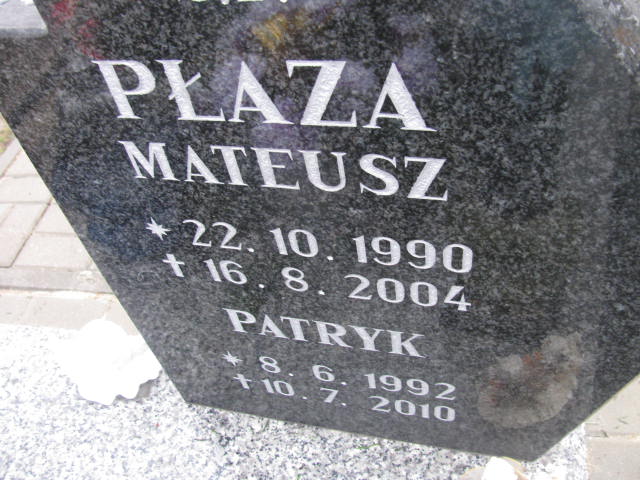 PŁAZA
MATEUSZ
* 22. 10. 1990
✝ 16. 8. 2004
PATRYK
* 8. 6. 1992
✝ 10. 7. 2010